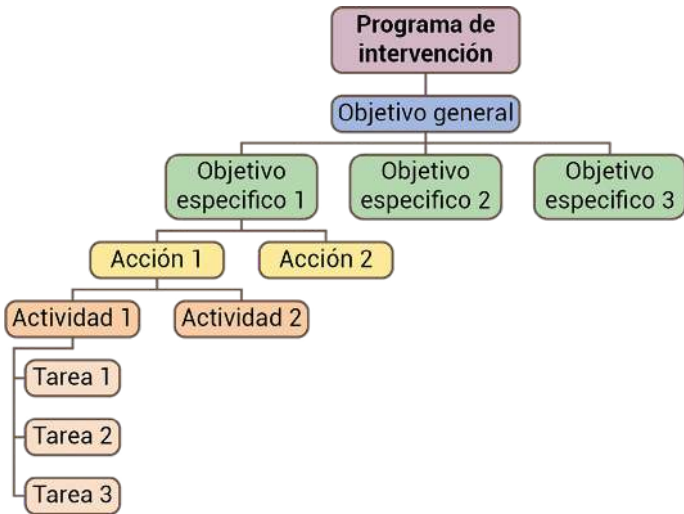 Programa de
intervención
Objetivo general
Objetivo
especifico 1
Objetivo
especifico 2
Objetivo
especifico 3
Acción 1
Acción 2
Actividad 1
Actividad 2
Tarea 1
Tarea 2
Tarea 3